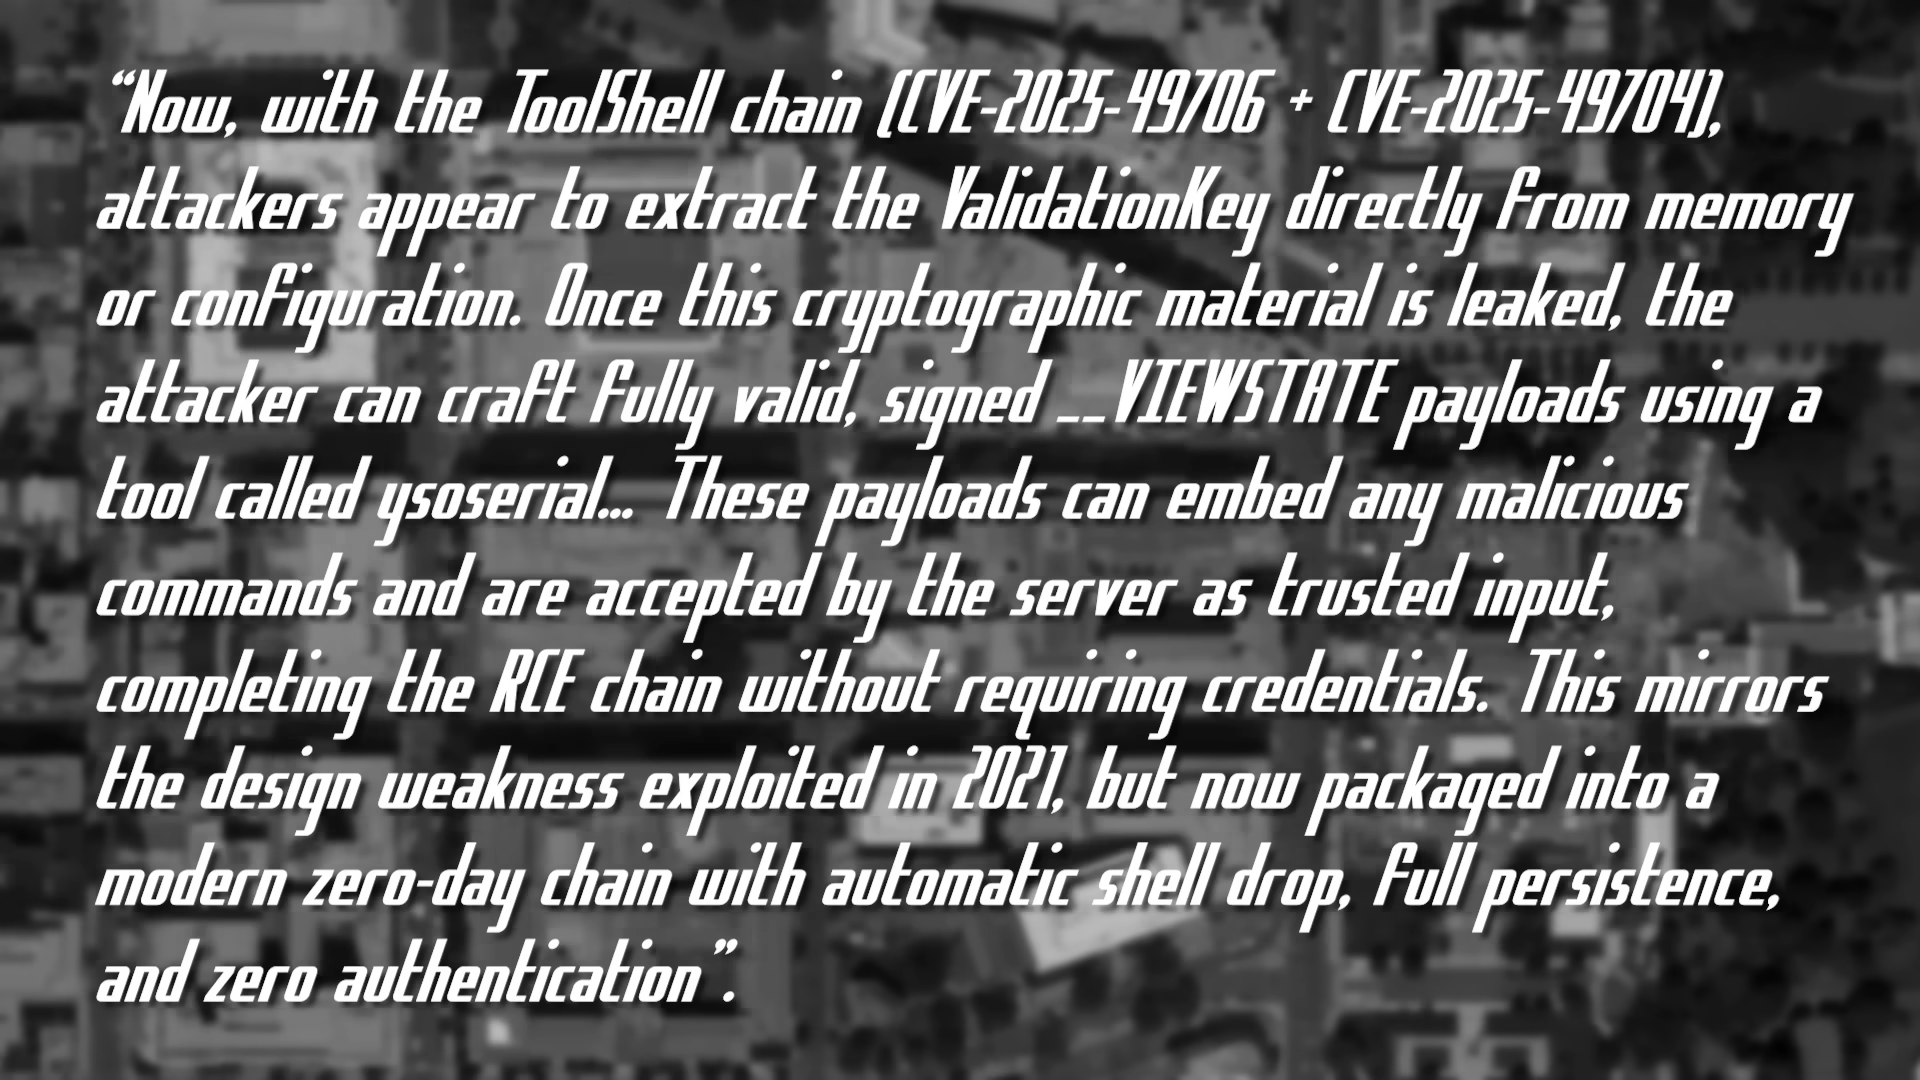 “Now, with the ToolShell chain (CVE-2025-49706 + CVE-2025-49704),
attackers appear to extract the ValidationKey directly from memory
or configuration. Once this cryptographic material is leaked, the
attacker can craft fully valid, signed __VIEWSTATE payloads using a
tool called ysoserial... These payloads can embed any malicious
commands and are accepted by the server as trusted input,
completing the RCE chain without requiring credentials. This mirrors
the design weakness exploited in 2021, but now packaged into a
modern zero-day chain with automatic shell drop, full persistence,
and zero authentication”.